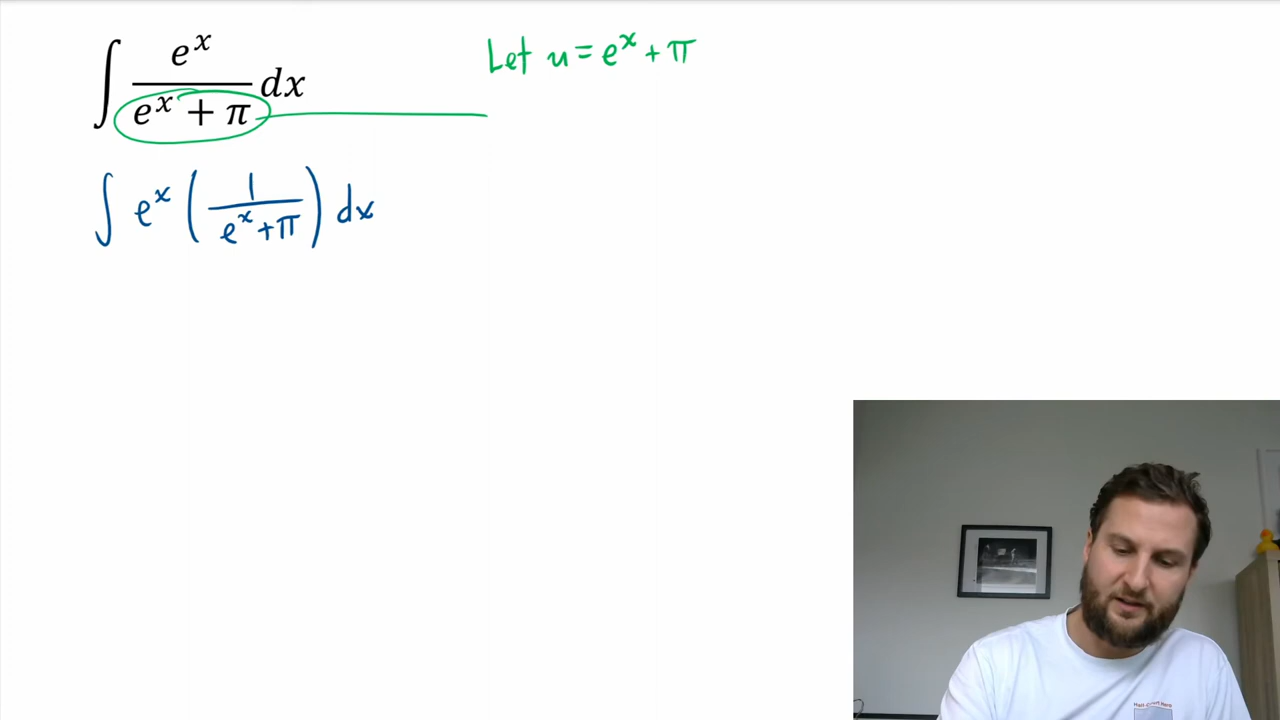 ∫ e^x / (e^x + π) dx
Let u = e^x + π
∫ e^x ( 1 / (e^x + π) ) dx